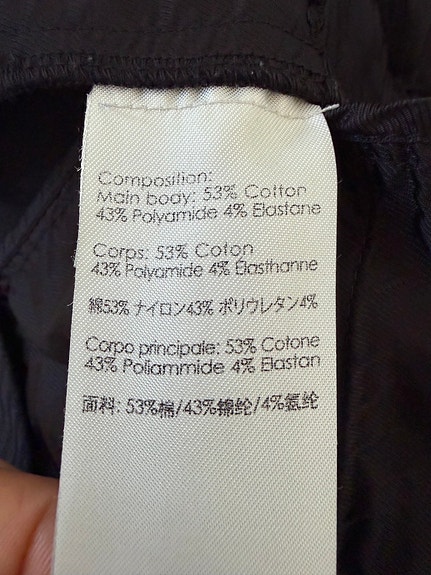 Composition:
Main body: 53% Cotton
43% Polyamide 4% Elastane
Corps: 53% Coton
43% Polyamide 4% Elasthanne
綿53% ナイロン43% ポリウレタン4%
Corpo principale: 53% Cotone
43% Poliammide 4% Elastan
面料: 53%棉/43%锦纶/4%氨纶